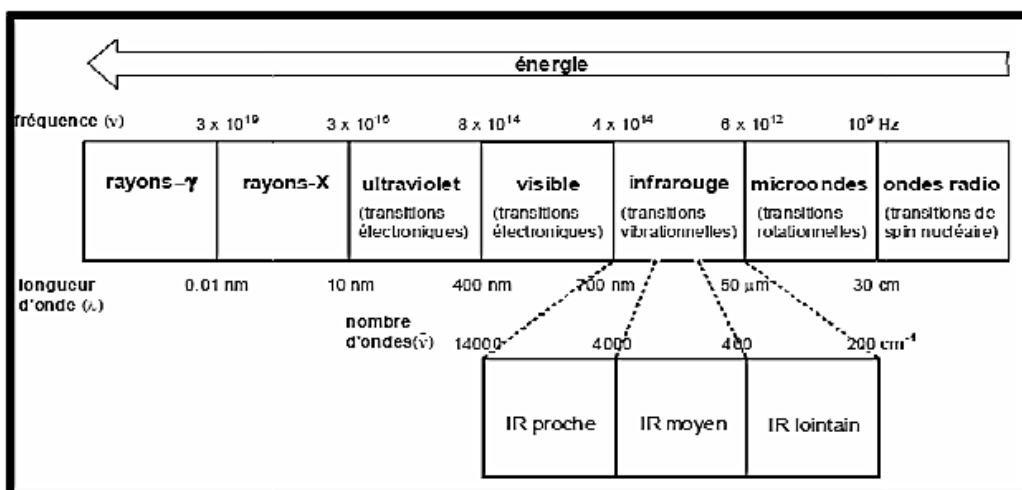 énergie
fréquence (ν) 3 x 10¹⁹ 3 x 10¹⁶ 8 x 10¹⁴ 4 x 10¹⁴ 6 x 10¹² 10⁹ Hz
rayons-γ rayons-X ultraviolet visible infrarouge microondes ondes radio
(transitions (transitions (transitions (transitions (transitions de
électroniques) électroniques) vibrationnelles) rotationnelles) spin nucléaire)
longueur 0.01 nm 10 nm 400 nm 700 nm 50 μm 30 cm
d'onde (λ)
nombre
d'ondes(ν̄) 14000 4000 400 200 cm⁻¹
IR proche IR moyen IR lointain